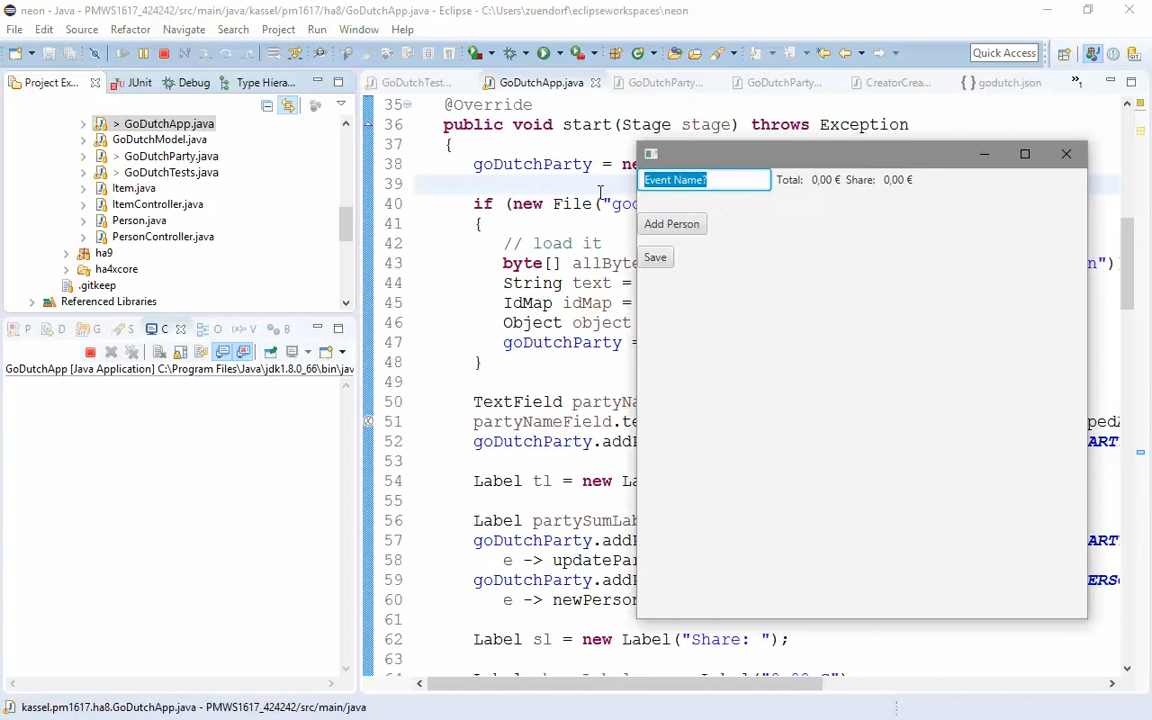 neon - Java - PMWS1617_424242/src/main/java/kassel/pm1617/ha8/GoDutchApp.java - Eclipse - C:\Users\zuendorf\eclipseworkspaces\neon
File Edit Source Refactor Navigate Search Project Run Window Help
Quick Access
Project Ex... JUnit Debug Type Hiera...
GoDutchTest... GoDutchApp.java GoDutchParty... GoDutchParty... CreatorCrea... godutch.json
> GoDutchApp.java
GoDutchModel.java
> GoDutchParty.java
> GoDutchTests.java
Item.java
ItemController.java
Person.java
PersonController.java
ha9
ha4xcore
.gitkeep
Referenced Libraries
P D G S C O (x)= V B
GoDutchApp [Java Application] C:\Program Files\Java\jdk1.8.0_66\bin\jav
35 @Override
36 public void start(Stage stage) throws Exception
37 {
38 goDutchParty = ne
39
40 if (new File("goo
41 {
42 // load it
43 byte[] allByte n")
44 String text =
45 IdMap idMap =
46 Object object
47 goDutchParty =
48 }
49
50 TextField partyNa
51 partyNameField.te ped
52 goDutchParty.addP ART
53
54 Label tl = new La
55
56 Label partySumLab
57 goDutchParty.addP ART
58 e -> updatePar
59 goDutchParty.addP ERS
60 e -> newPerson
61
62 Label sl = new Label("Share: ");
63
Event Name? Total: 0,00 € Share: 0,00 €
Add Person
Save
kassel.pm1617.ha8.GoDutchApp.java - PMWS1617_424242/src/main/java